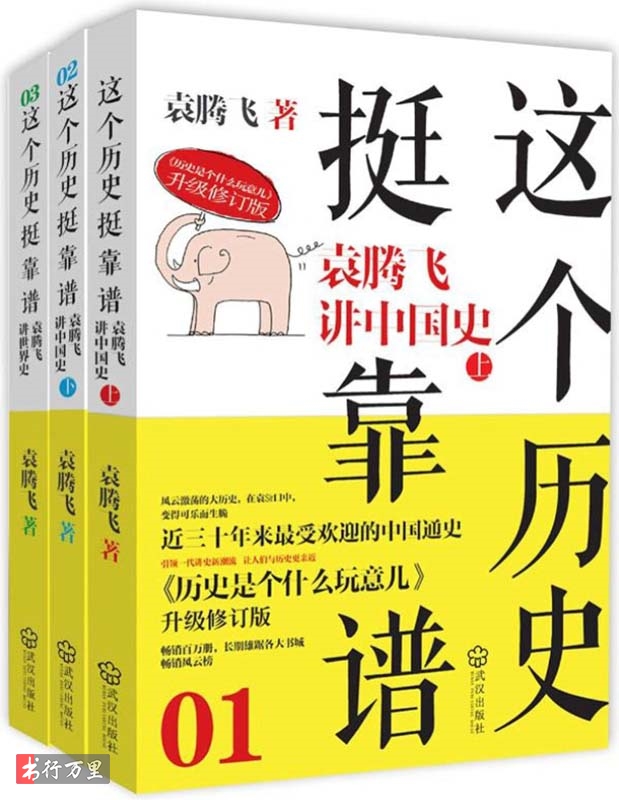 03
这个历史挺靠谱
袁腾飞
讲世界史
袁腾飞 著
武汉出版社
02
这个历史挺靠谱
袁腾飞
讲中国史 下
袁腾飞 著
武汉出版社
这个历史挺靠谱
袁腾飞
讲中国史 上
袁腾飞 著
武汉出版社
这个历史
挺靠谱
袁腾飞 著
《历史是个什么玩意儿》
升级修订版
袁腾飞
讲中国史 上
风云激荡的大历史,在袁Sir口中,
变得可乐而生脆
近三十年来最受欢迎的中国通史
引领一代讲史新潮流 让人们与历史更亲近
《历史是个什么玩意儿》
升级修订版
畅销百万册,长期雄踞各大书城
畅销风云榜
01
武汉出版社
书行万里